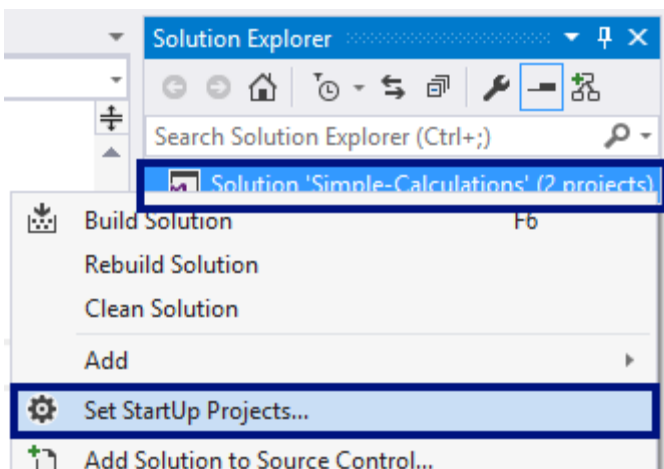 Solution Explorer
Search Solution Explorer (Ctrl+;)
Solution 'Simple-Calculations' (2 projects)
Build Solution F6
Rebuild Solution
Clean Solution
Add
Set StartUp Projects...
Add Solution to Source Control...